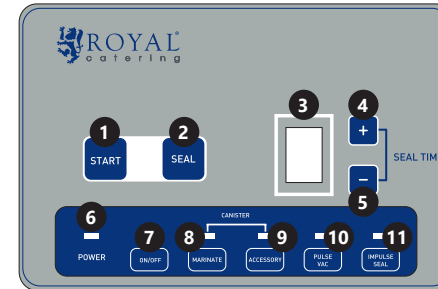 ROYAL
catering
3
4
+
1
2
START
SEAL
SEAL TIM
−
5
CANISTER
6
7
8
9
10
11
POWER
ON/OFF
MARINATE
ACCESSORY
PULSE
VAC
IMPULSE
SEAL